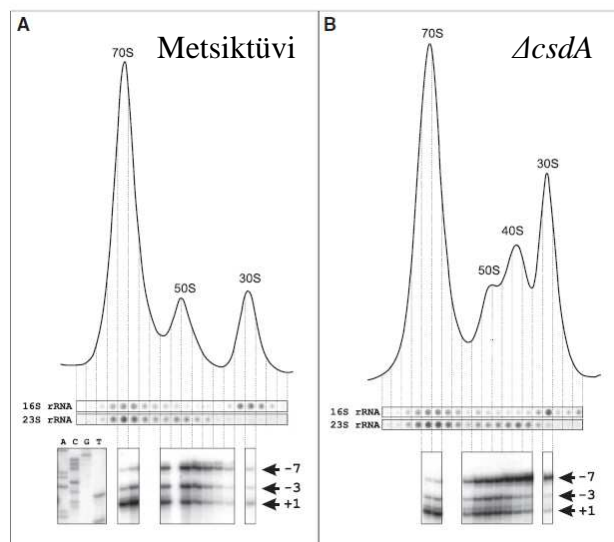 A
Metsiktüvi
70S
50S
30S
16S rRNA
23S rRNA
A C G T
-7
-3
+1
B
ΔcsdA
70S
50S
40S
30S
16S rRNA
23S rRNA
-7
-3
+1